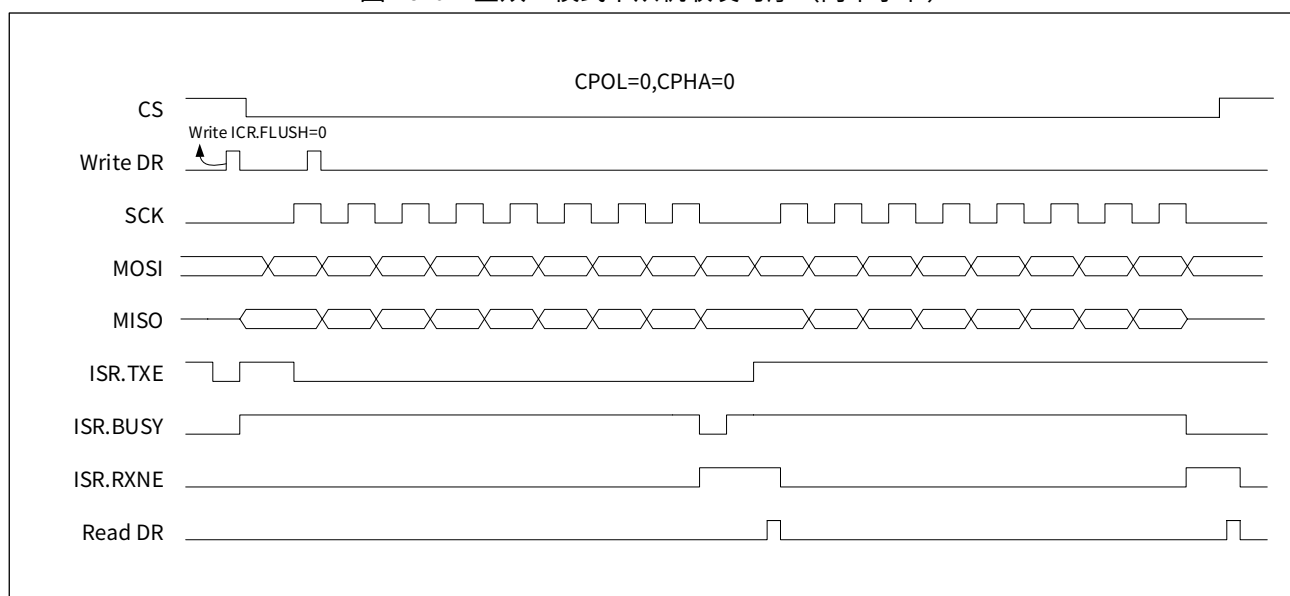 CPOL=0,CPHA=0
CS
Write ICR.FLUSH=0
Write DR
SCK
MOSI
MISO
ISR.TXE
ISR.BUSY
ISR.RXNE
Read DR